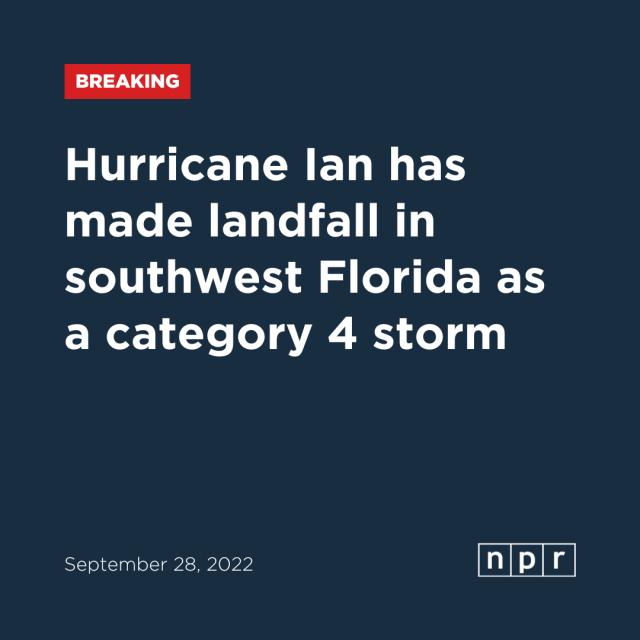 BREAKING
Hurricane Ian has
made landfall in
southwest Florida as
a category 4 storm
September 28, 2022
npr